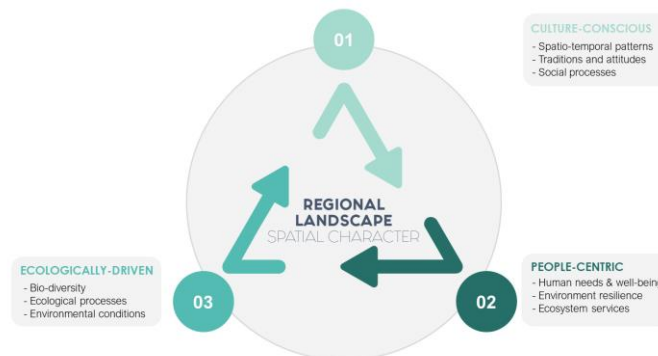 01
CULTURE-CONSCIOUS
- Spatio-temporal patterns
- Traditions and attitudes
- Social processes
REGIONAL
LANDSCAPE
SPATIAL CHARACTER
ECOLOGICALLY-DRIVEN
- Bio-diversity
- Ecological processes
- Environmental conditions
03
02
PEOPLE-CENTRIC
- Human needs & well-being
- Environment resilience
- Ecosystem services